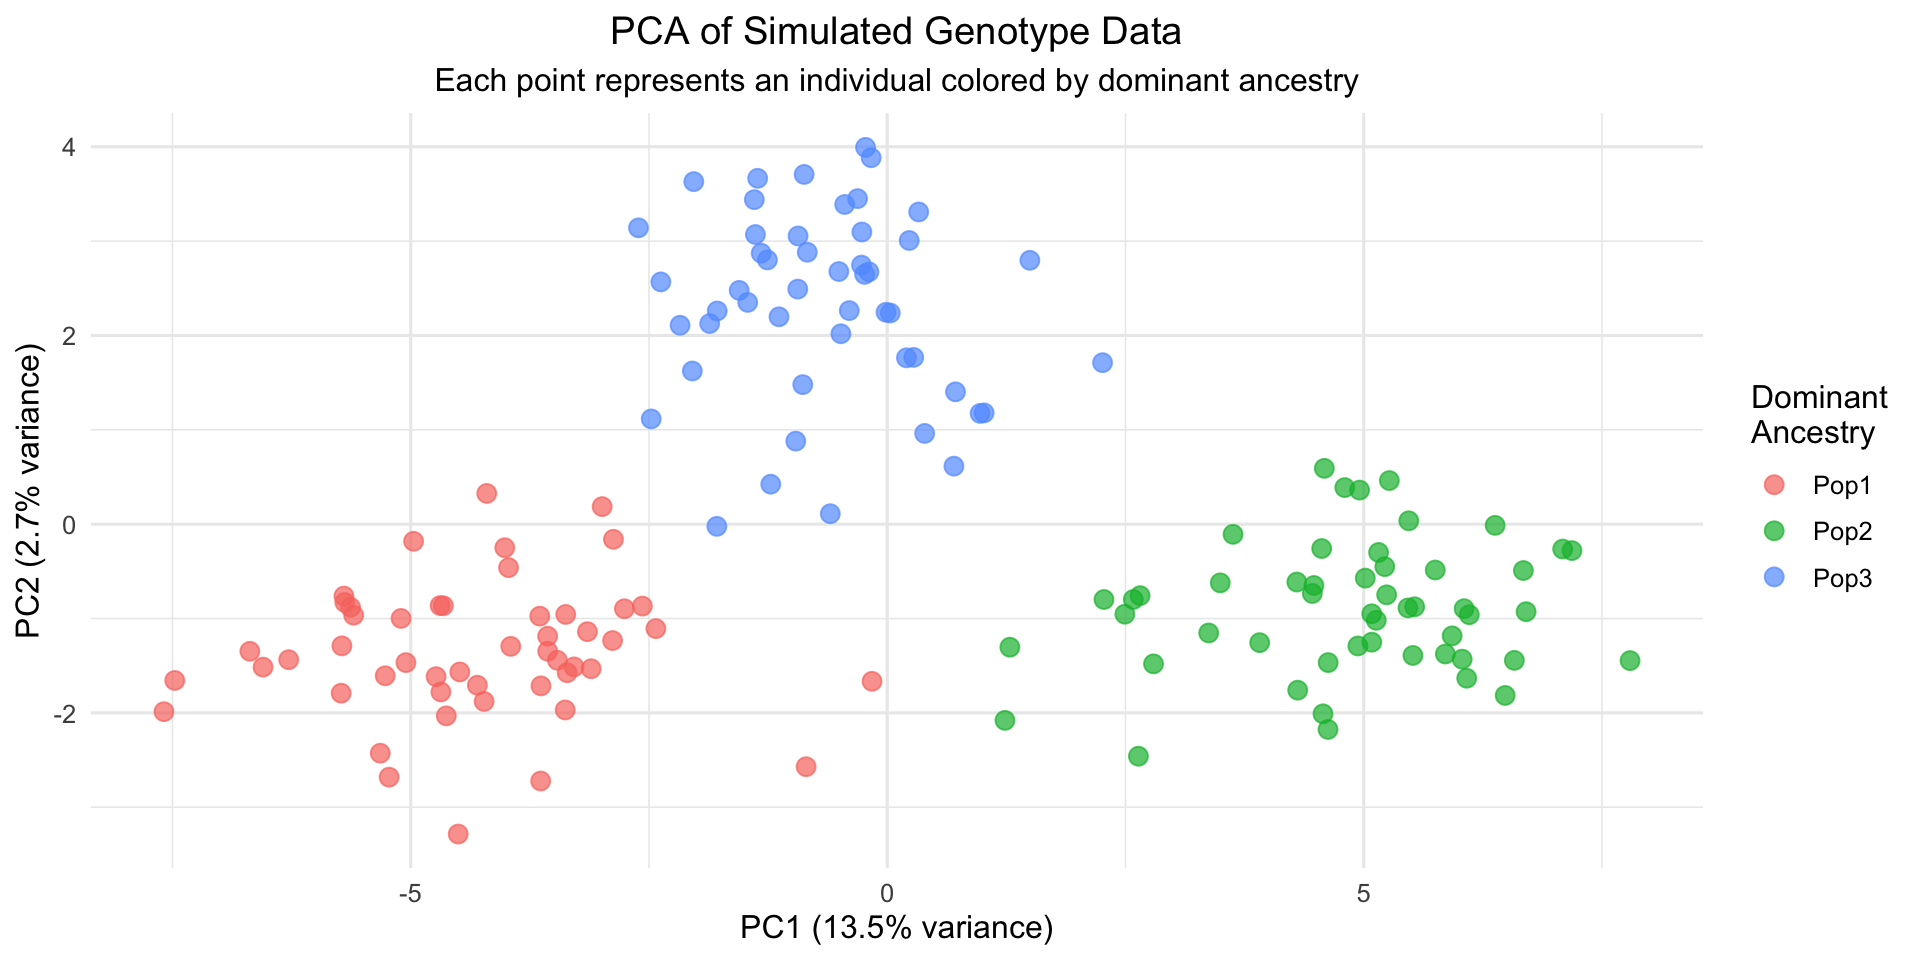 PCA of Simulated Genotype Data
Each point represents an individual colored by dominant ancestry
PC2 (2.7% variance)
4
2
0
-2
-5
0
5
PC1 (13.5% variance)
Dominant
Ancestry
Pop1
Pop2
Pop3